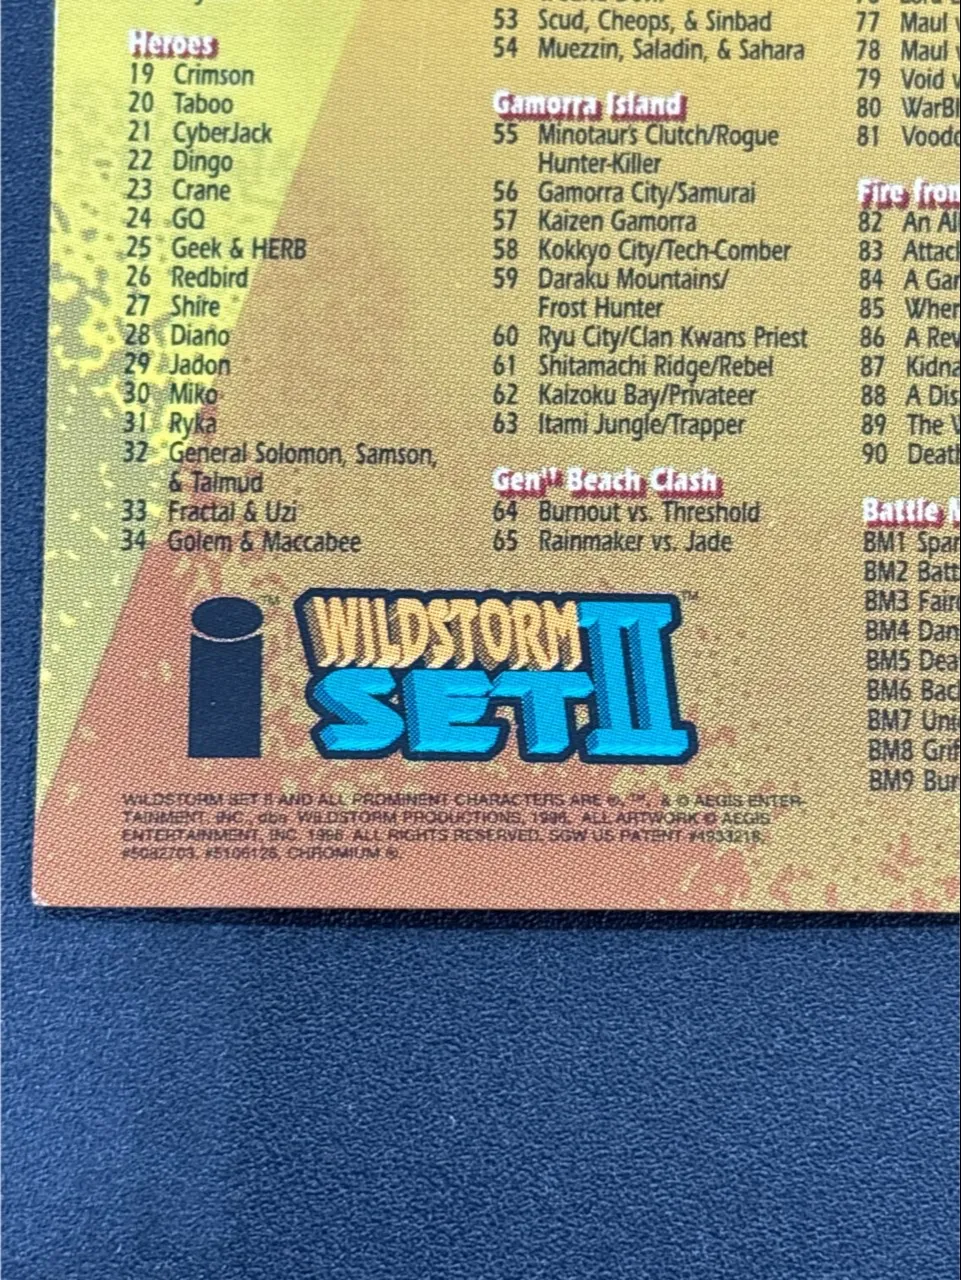 Heroes
19 Crimson
20 Taboo
21 CyberJack
22 Dingo
23 Crane
24 GQ
25 Geek & HERB
26 Redbird
27 Shire
28 Diano
29 Jadon
30 Miko
31 Ryka
32 General Solomon, Samson,
& Talmud
33 Fractal & Uzi
34 Golem & Maccabee
53 Scud, Cheops, & Sinbad
54 Muezzin, Saladin, & Sahara
Gamorra Island
55 Minotaur's Clutch/Rogue
Hunter-Killer
56 Gamorra City/Samurai
57 Kaizen Gamorra
58 Kokkyo City/Tech-Comber
59 Daraku Mountains/
Frost Hunter
60 Ryu City/Clan Kwans Priest
61 Shitamachi Ridge/Rebel
62 Kaizoku Bay/Privateer
63 Itami Jungle/Trapper
Gen¹³ Beach Clash
64 Burnout vs. Threshold
65 Rainmaker vs. Jade
77 Maul v
78 Maul v
79 Void v
80 WarBl
81 Voodo
Fire from
82 An All
83 Attack
84 A Gar
85 When
86 A Rev
87 Kidna
88 A Dis
89 The V
90 Death
Battle M
BM1 Spar
BM2 Batt
BM3 Fair
BM4 Dan
BM5 Dea
BM6 Bac
BM7 Uni
BM8 Grif
BM9 Bur
i™ WILDSTORM
SET II™
WILDSTORM SET II AND ALL PROMINENT CHARACTERS ARE ®, ™, & © AEGIS ENTER-
TAINMENT, INC., dba WILDSTORM PRODUCTIONS, 1996. ALL ARTWORK © AEGIS
ENTERTAINMENT, INC. 1996. ALL RIGHTS RESERVED. SGW US PATENT #4933218,
#5082703, #5106126, CHROMIUM ®.